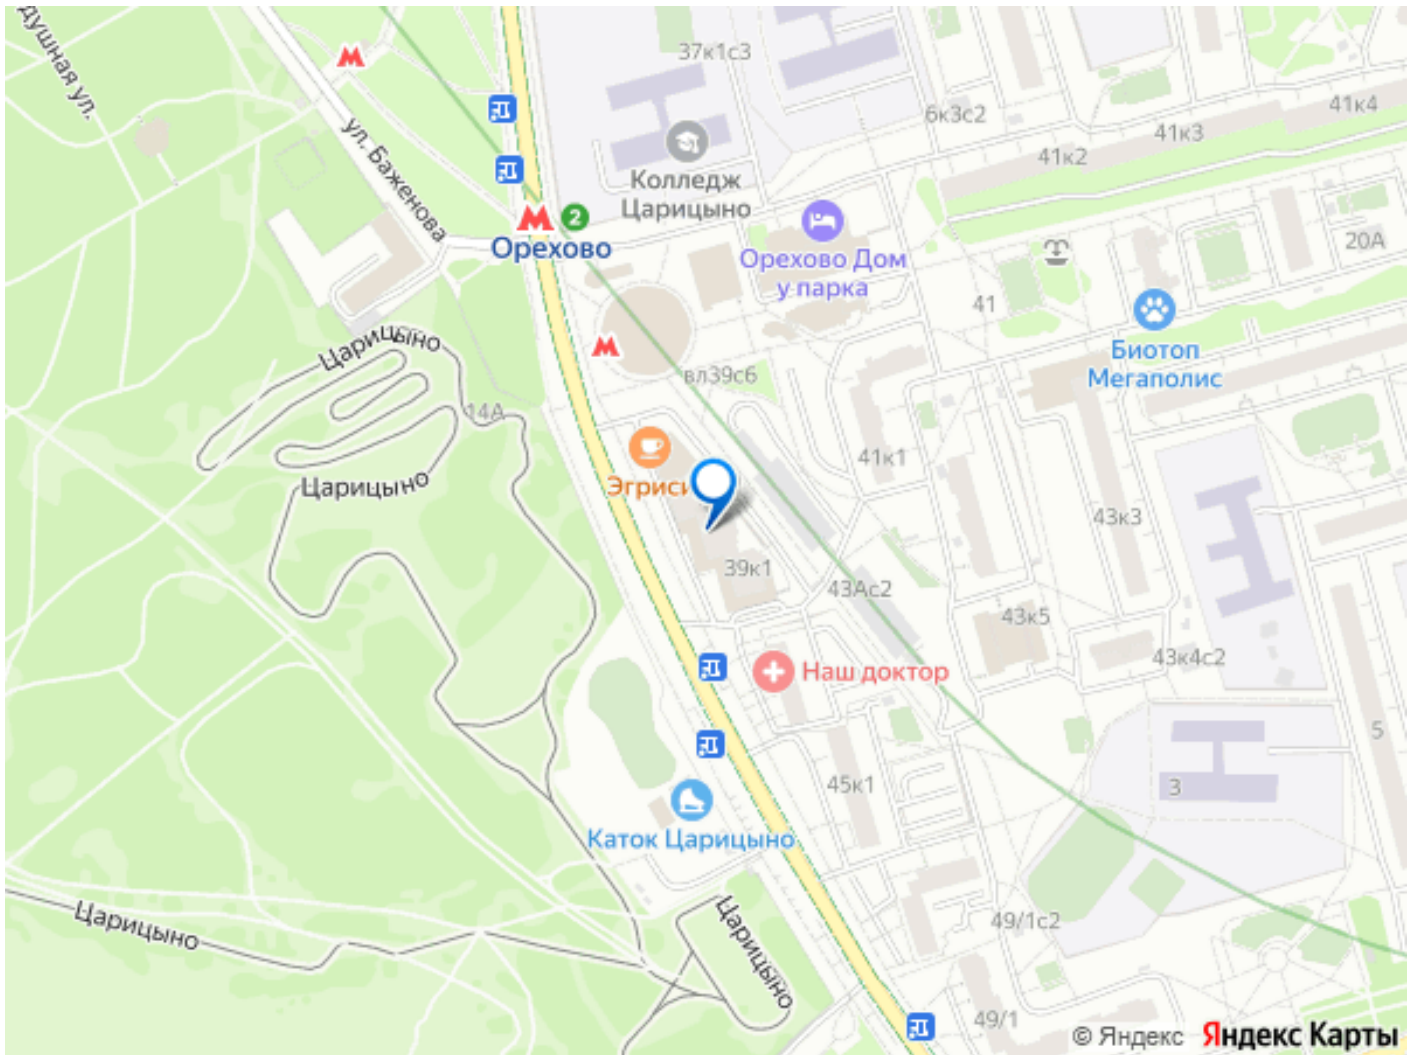 душная ул.
37к1с3
41к4
6к3с2
41к3
41к2
ул. Баженова
Колледж
Царицыно
2
Орехово
20А
Орехово Дом
у парка
41
Царицыно
Биотоп
Мегаполис
вл39с6
14А
41к1
Эгриси
Царицыно
43к3
39к1
43Ас2
43к5
43к4с2
Наш доктор
5
45к1
3
Каток Царицыно
Царицыно
Царицыно
49/1с2
49/1
© Яндекс Яндекс Карты